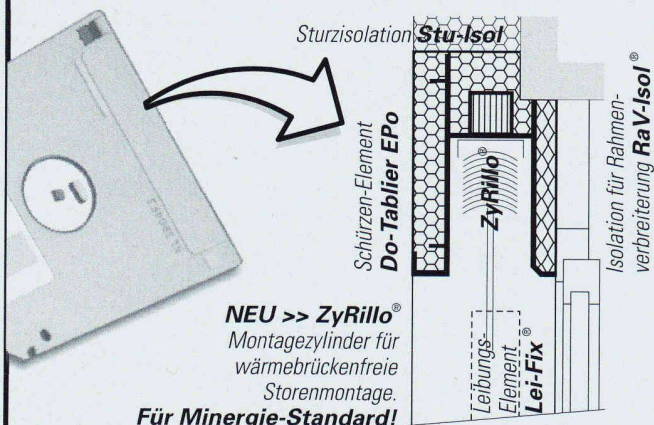 Sturzisolation Stu-Isol
Schürzen-Element
Do-Tablier EPo
ZyRillo®
Isolation für Rahmen-
verbreiterung RaV-Isol®
Leibungs-
Element
Lei-Fix®
NEU >> ZyRillo®
Montagezylinder für
wärmebrückenfreie
Storenmontage.
Für Minergie-Standard!